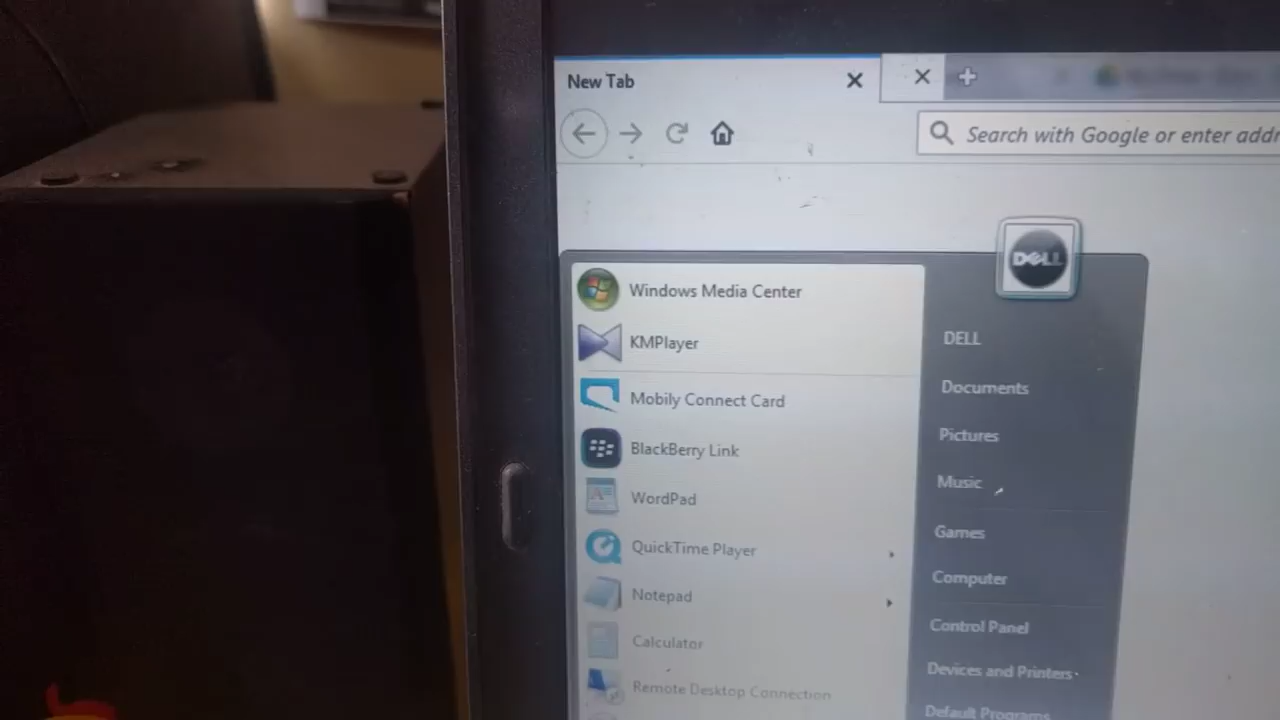 New Tab
Search with Google or enter addr
DELL
Windows Media Center
KMPlayer
Mobily Connect Card
BlackBerry Link
WordPad
QuickTime Player
Notepad
Calculator
Remote Desktop Connection
DELL
Documents
Pictures
Music
Games
Computer
Control Panel
Devices and Printers
Default Programs